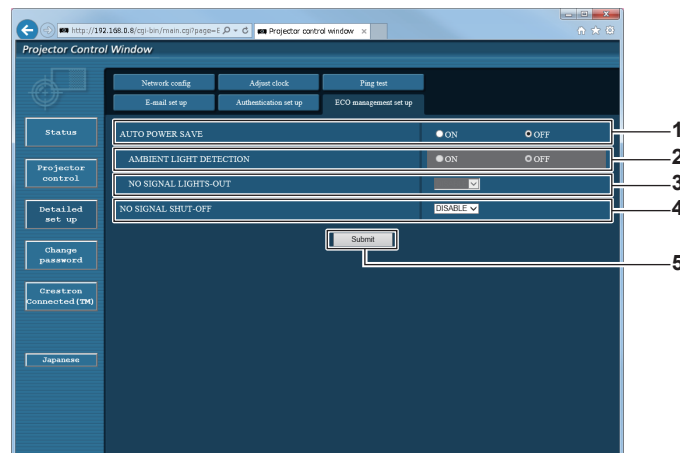 http://192.168.0.8/cgi-bin/main.cgi?page=E
Projector control window
Projector Control Window
Network config
Adjust clock
Ping test
E-mail set up
Authentication set up
ECO management set up
Status
Projector
control
Detailed
set up
Change
password
Crestron
Connected(TM)
Japanese
AUTO POWER SAVE
ON
OFF
1
AMBIENT LIGHT DETECTION
ON
OFF
2
NO SIGNAL LIGHTS-OUT
3
NO SIGNAL SHUT-OFF
DISABLE
4
Submit
5